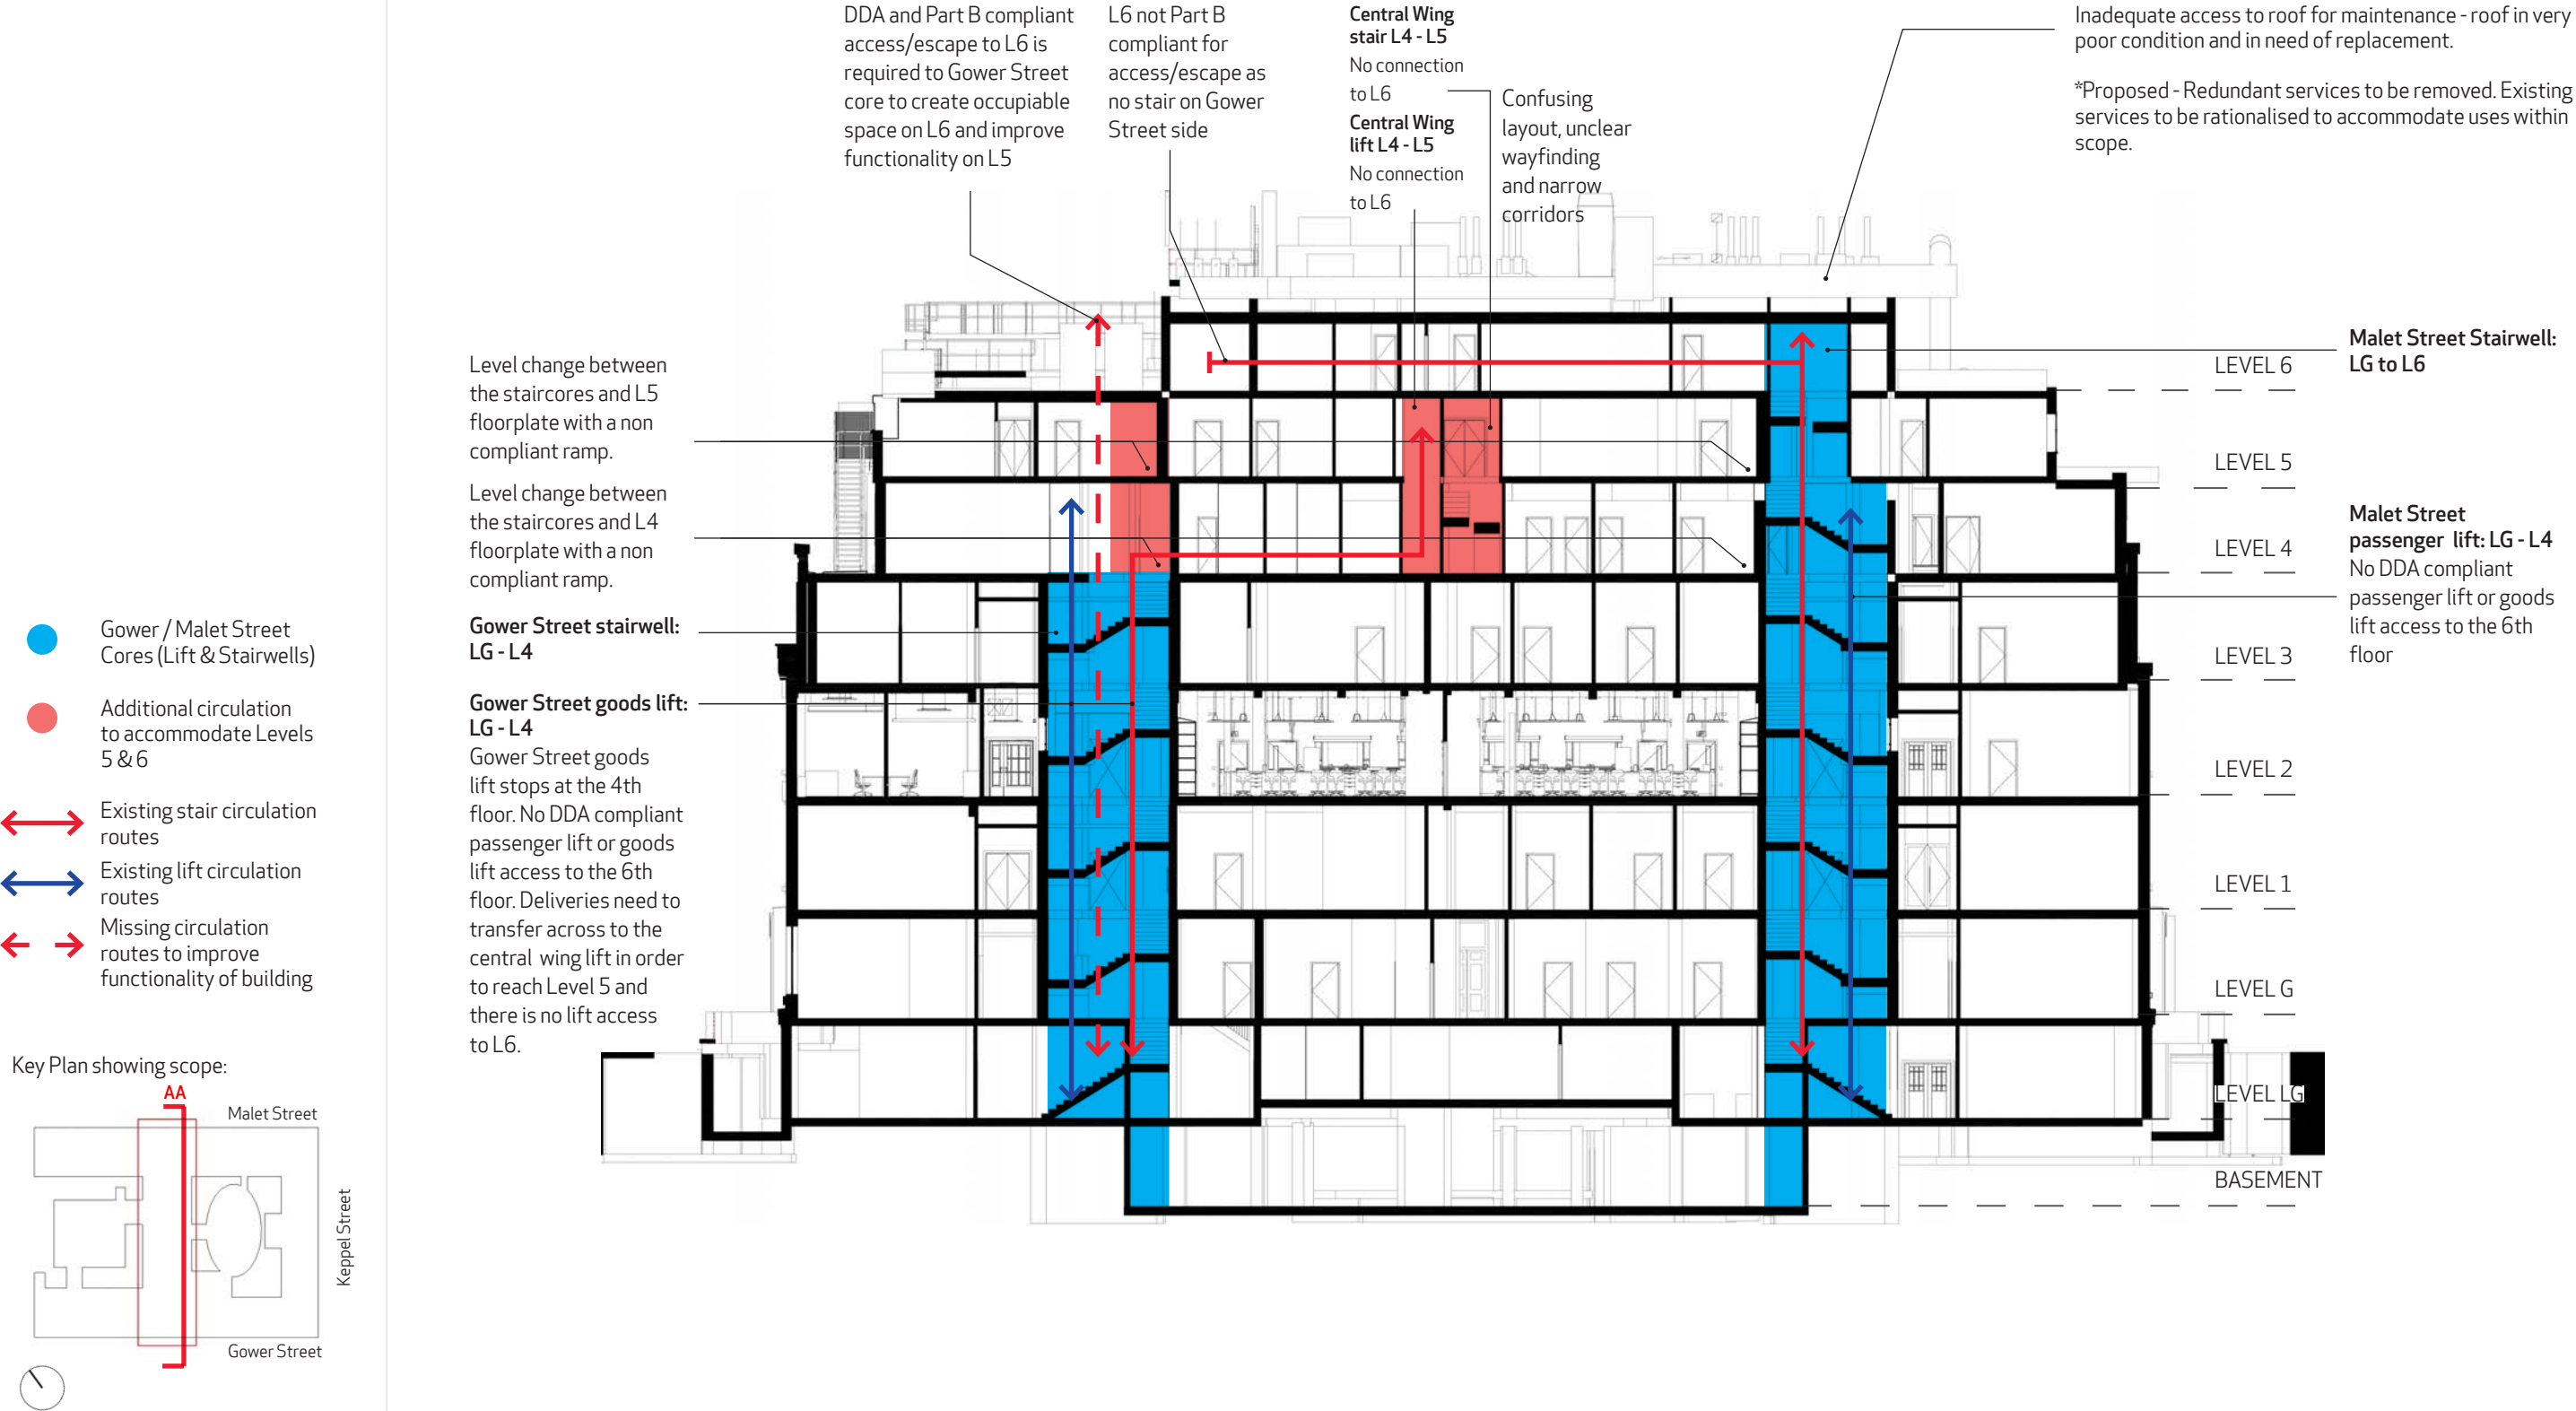 DDA and Part B compliant
access/escape to L6 is
required to Gower Street
core to create occupiable
space on L6 and improve
functionality on L5
L6 not Part B
compliant for
access/escape as
no stair on Gower
Street side
Central Wing
stair L4 - L5
No connection
to L6
Central Wing
lift L4 - L5
No connection
to L6
Confusing
layout, unclear
wayfinding
and narrow
corridors
Inadequate access to roof for maintenance - roof in very
poor condition and in need of replacement.
*Proposed - Redundant services to be removed. Existing
services to be rationalised to accommodate uses within
scope.
Level change between
the staircores and L5
floorplate with a non
compliant ramp.
Level change between
the staircores and L4
floorplate with a non
compliant ramp.
Gower Street stairwell:
LG - L4
Gower Street goods lift:
LG - L4
Gower Street goods
lift stops at the 4th
floor. No DDA compliant
passenger lift or goods
lift access to the 6th
floor. Deliveries need to
transfer across to the
central wing lift in order
to reach Level 5 and
there is no lift access
to L6.
Malet Street Stairwell:
LG to L6
Malet Street
passenger lift: LG - L4
No DDA compliant
passenger lift or goods
lift access to the 6th
floor
LEVEL 6
LEVEL 5
LEVEL 4
LEVEL 3
LEVEL 2
LEVEL 1
LEVEL G
LEVEL LG
BASEMENT
Gower / Malet Street
Cores (Lift & Stairwells)
Additional circulation
to accommodate Levels
5 & 6
Existing stair circulation
routes
Existing lift circulation
routes
Missing circulation
routes to improve
functionality of building
Key Plan showing scope:
AA
Malet Street
Keppel Street
Gower Street